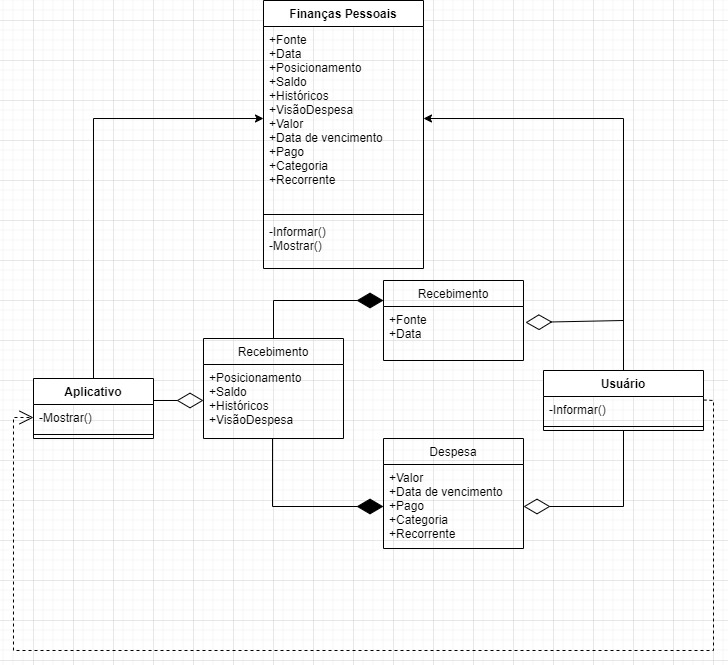 Finanças Pessoais
+Fonte
+Data
+Posicionamento
+Saldo
+Históricos
+VisãoDespesa
+Valor
+Data de vencimento
+Pago
+Categoria
+Recorrente
-Informar()
-Mostrar()
Recebimento
+Fonte
+Data
Recebimento
+Posicionamento
+Saldo
+Históricos
+VisãoDespesa
Aplicativo
-Mostrar()
Usuário
-Informar()
Despesa
+Valor
+Data de vencimento
+Pago
+Categoria
+Recorrente